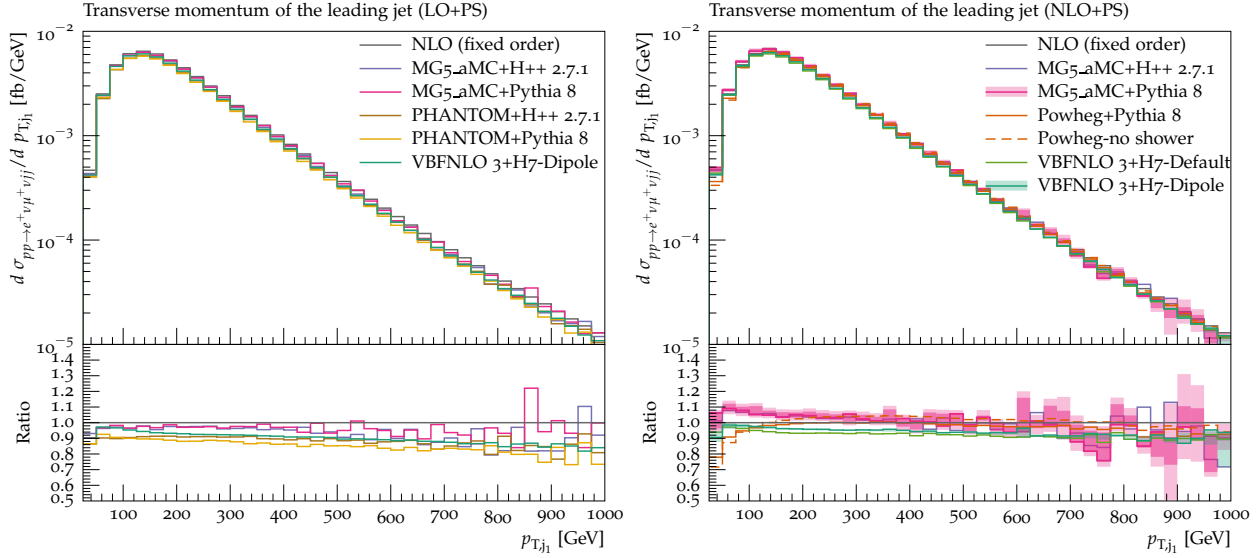 Transverse momentum of the leading jet (LO+PS)
d σ_{pp→e⁺νμ⁺νjj}/d p_{T,j₁} [fb/GeV]
10⁻²
10⁻³
10⁻⁴
10⁻⁵
NLO (fixed order)
MG5_aMC+H++ 2.7.1
MG5_aMC+Pythia 8
PHANTOM+H++ 2.7.1
PHANTOM+Pythia 8
VBFNLO 3+H7-Dipole
Ratio
1.4
1.3
1.2
1.1
1.0
0.9
0.8
0.7
0.6
0.5
100 200 300 400 500 600 700 800 900 1000
p_{T,j₁} [GeV]
Transverse momentum of the leading jet (NLO+PS)
d σ_{pp→e⁺νμ⁺νjj}/d p_{T,j₁} [fb/GeV]
10⁻²
10⁻³
10⁻⁴
10⁻⁵
NLO (fixed order)
MG5_aMC+H++ 2.7.1
MG5_aMC+Pythia 8
Powheg+Pythia 8
Powheg-no shower
VBFNLO 3+H7-Default
VBFNLO 3+H7-Dipole
Ratio
1.4
1.3
1.2
1.1
1.0
0.9
0.8
0.7
0.6
0.5
100 200 300 400 500 600 700 800 900 1000
p_{T,j₁} [GeV]